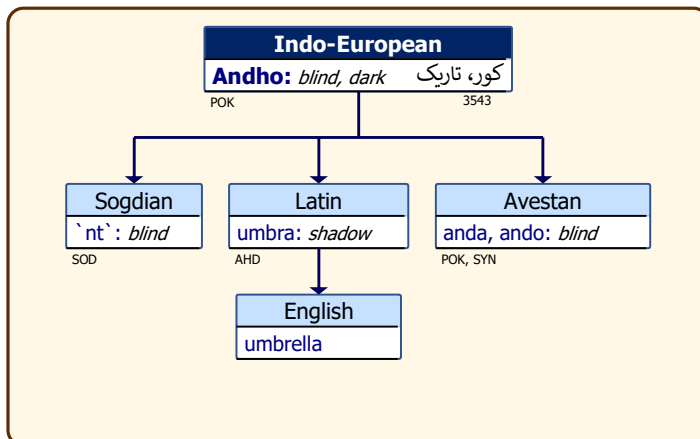 Indo-European
Andho: blind, dark کور، تاریک
POK 3543
Sogdian Latin Avestan
`nt`: blind umbra: shadow anda, ando: blind
SOD AHD POK, SYN
English
umbrella